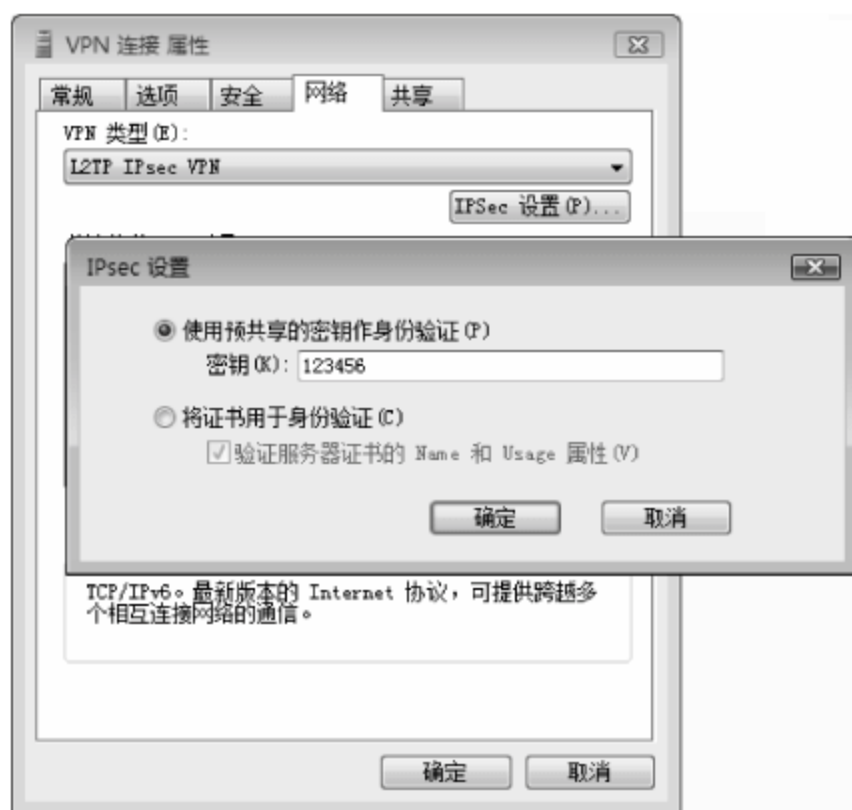 VPN 连接 属性
常规 选项 安全 网络 共享
VPN 类型(E):
L2TP IPsec VPN
IPSec 设置(P)...
IPsec 设置
使用预共享的密钥作身份验证(P)
密钥(K): 123456
将证书用于身份验证(C)
验证服务器证书的 Name 和 Usage 属性(V)
确定 取消
TCP/IPv6。最新版本的 Internet 协议，可提供跨越多
个相互连接网络的通信。
确定 取消